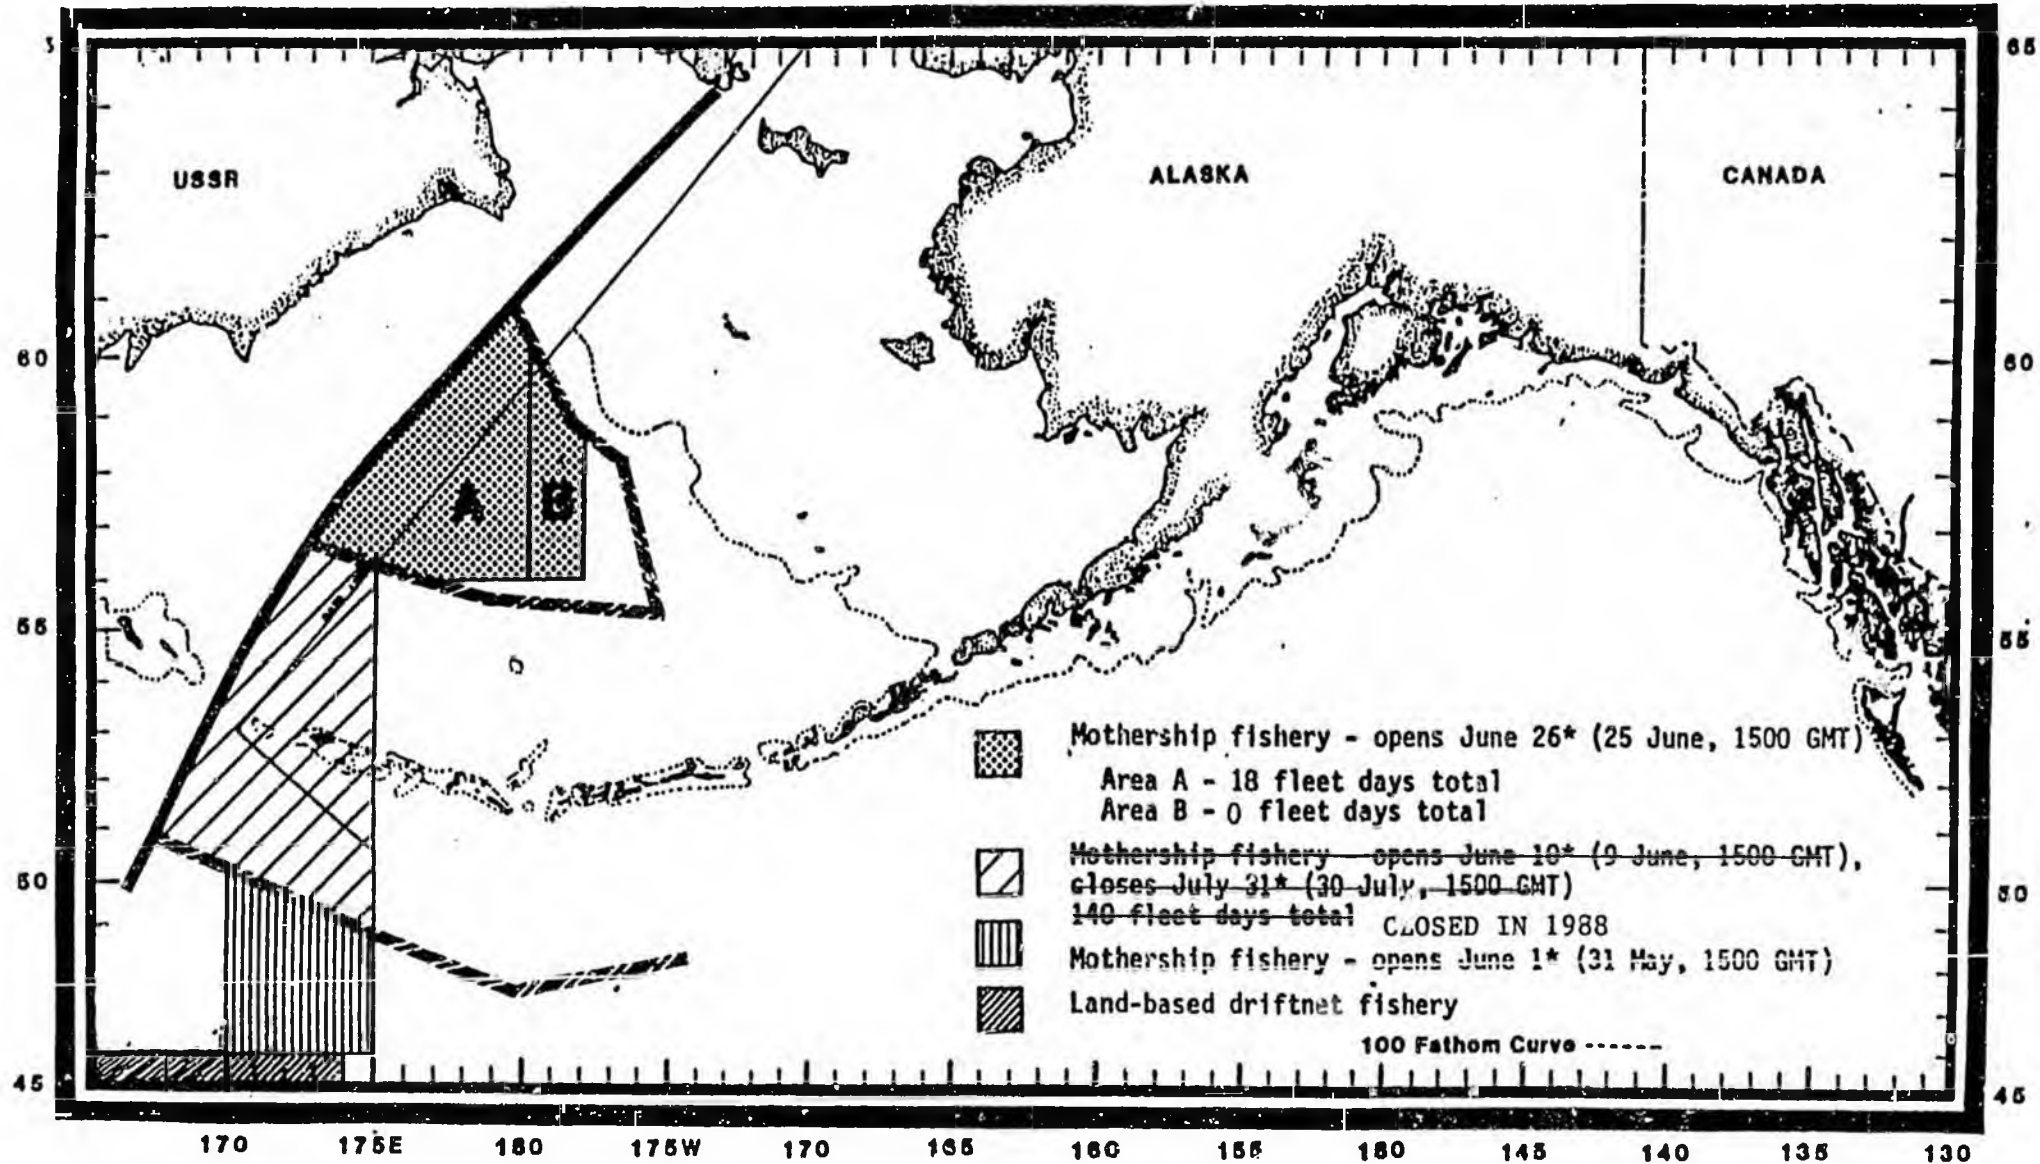 65
USSR
ALASKA
CANADA
60
60
A
B
55
55
Mothership fishery - opens June 26* (25 June, 1500 GMT)
Area A - 18 fleet days total
Area B - 0 fleet days total
Mothership fishery - opens June 10* (9 June, 1500 GMT),
closes July 31* (30 July, 1500 GMT)
140 fleet days total CLOSED IN 1988
50
50
Mothership fishery - opens June 1* (31 May, 1500 GMT)
Land-based driftnet fishery
100 Fathom Curve
45
45
170 175E 180 175W 170 165 160 155 150 145 140 135 130